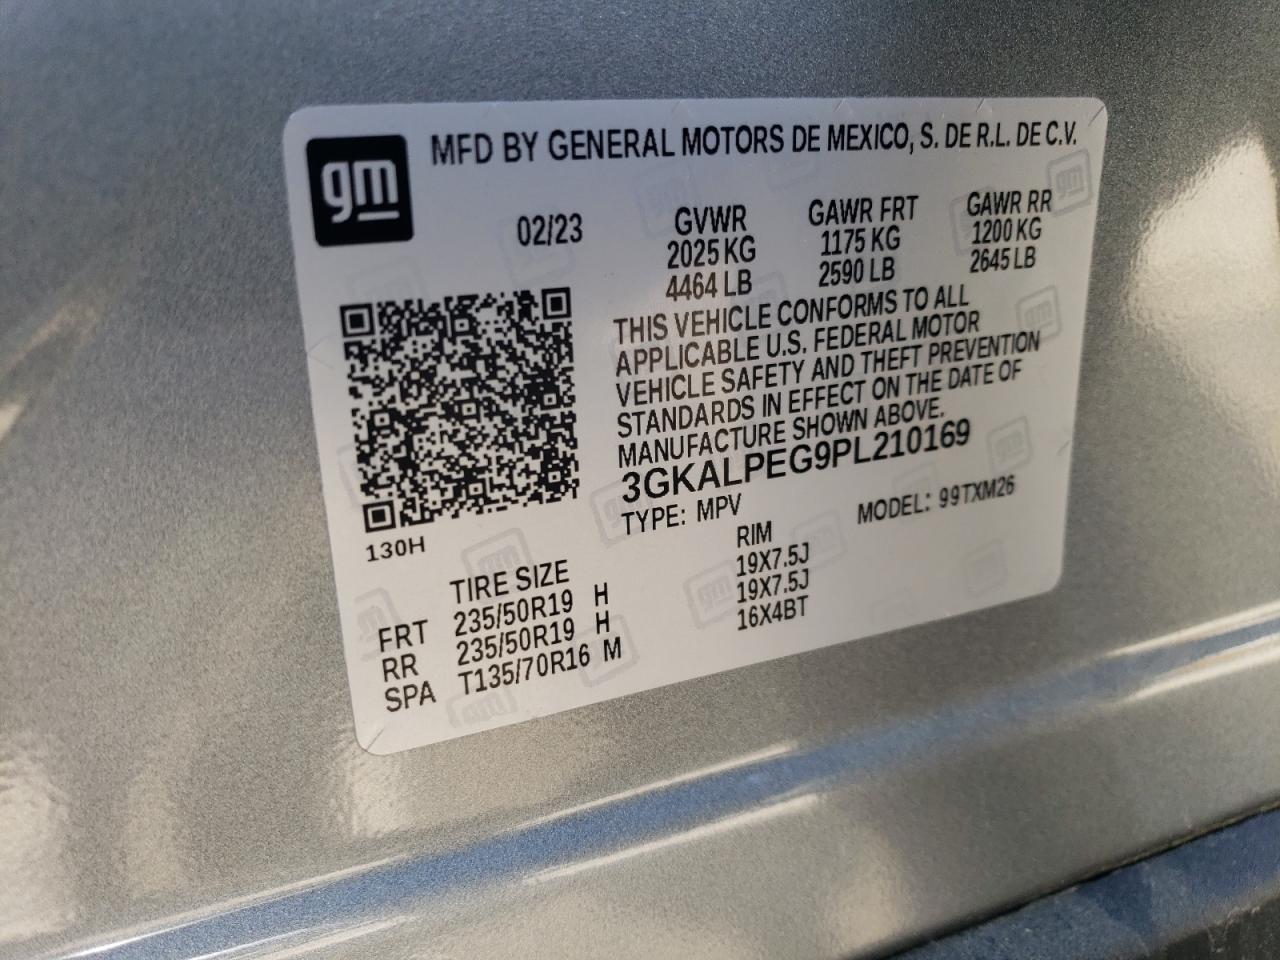 gm
MFD BY GENERAL MOTORS DE MEXICO, S. DE R.L. DE C.V.
02/23
GVWR GAWR FRT GAWR RR
2025 KG 1175 KG 1200 KG
4464 LB 2590 LB 2645 LB
THIS VEHICLE CONFORMS TO ALL
APPLICABLE U.S. FEDERAL MOTOR
VEHICLE SAFETY AND THEFT PREVENTION
STANDARDS IN EFFECT ON THE DATE OF
MANUFACTURE SHOWN ABOVE.
3GKALPEG9PL210169
TYPE: MPV MODEL: 99TXM26
130H
TIRE SIZE RIM
FRT 235/50R19 H 19X7.5J
RR 235/50R19 H 19X7.5J
SPA T135/70R16 M 16X4BT